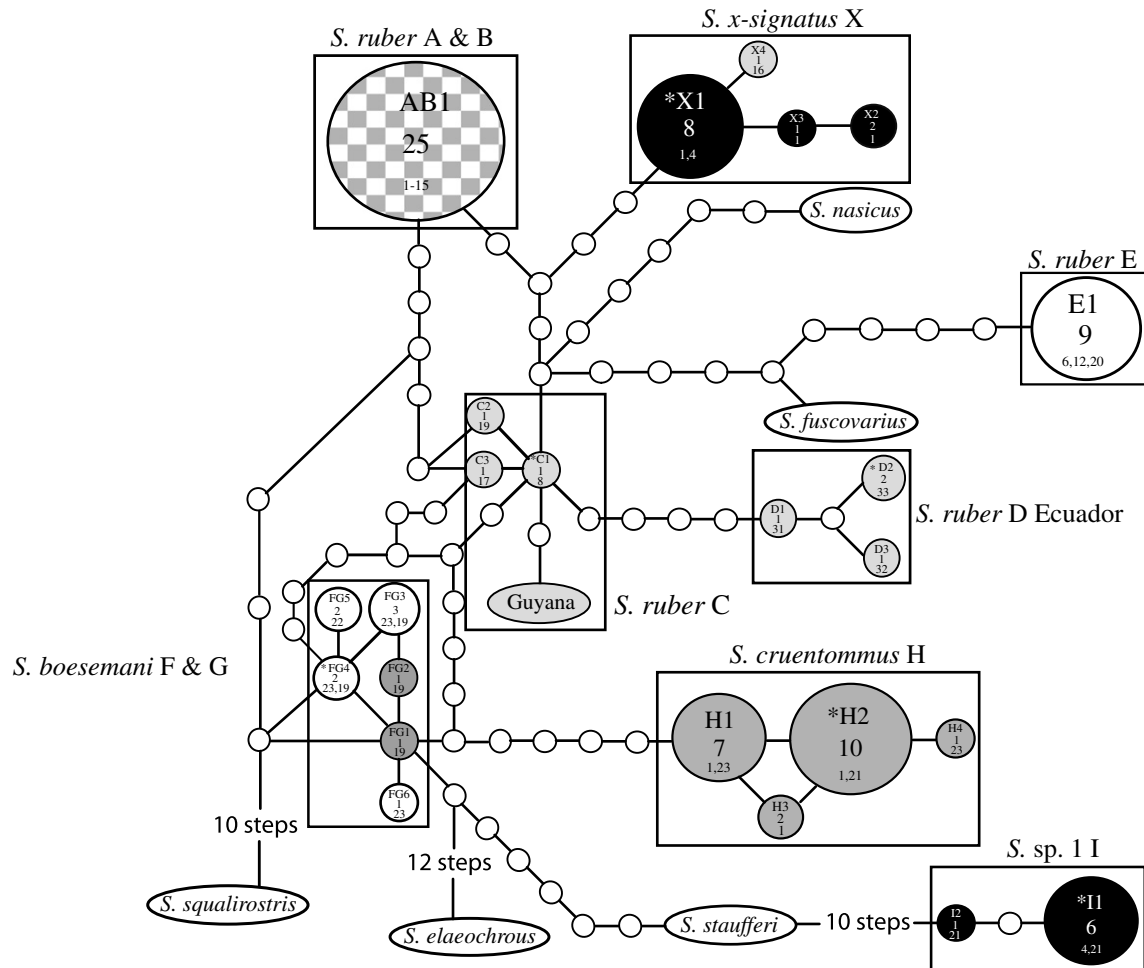 S. ruber A & B
AB1
25
1-15
S. x-signatus X
X4
1
16
*X1
8
1,4
X3
1
1
X2
2
1
S. nasicus
S. ruber E
E1
9
6,12,20
S. fuscovarius
C2
1
19
C3
1
17
*C1
1
8
Guyana
S. ruber C
D1
1
31
*D2
2
33
D3
1
32
S. ruber D Ecuador
S. boesemani F & G
FG5
2
22
FG3
3
23,19
*FG4
2
23,19
FG2
1
19
FG1
1
19
FG6
1
23
S. cruentommus H
H1
7
1,23
*H2
10
1,21
H4
1
23
H3
2
1
10 steps
S. squalirostris
12 steps
S. elaeochrous
S. staufferi
10 steps
S. sp. 1 I
I2
1
21
*I1
6
4,21